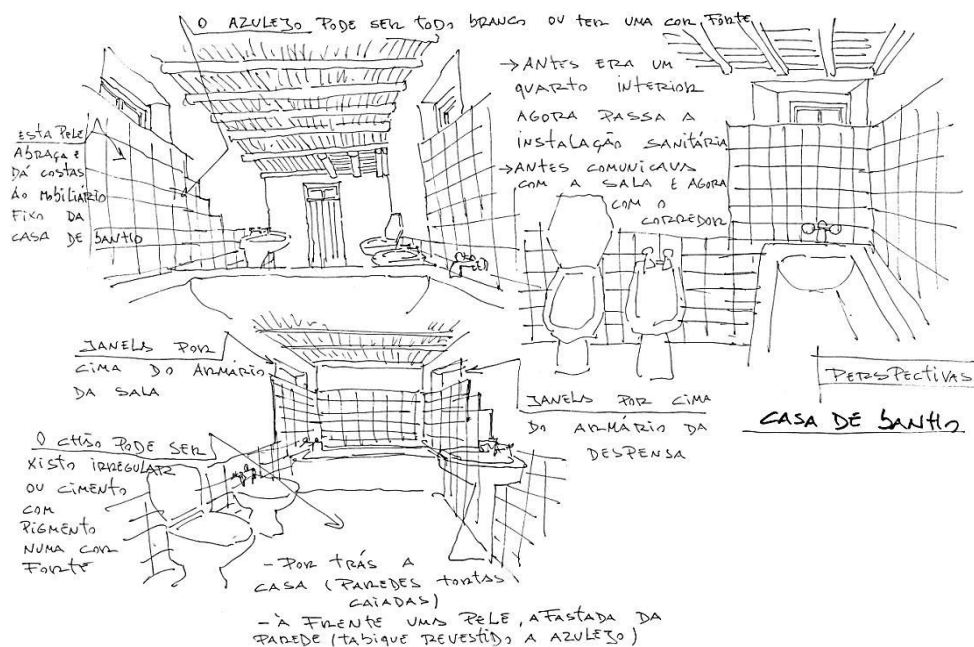 O AZULEJO PODE SER TODO BRANCO OU TER UMA COR FORTE
ESTA PELE
ABRAÇA E
DÁ COSTAS
AO MOBILIÁRIO
FIXO DA
CASA DE BANHO
→ ANTES ERA UM
QUARTO INTERIOR
AGORA PASSA A
INSTALAÇÃO SANITÁRIA
→ ANTES COMUNICAVA
COM A SALA E AGORA
COM O
CORREDOR
JANELA POR
CIMA DO ARMÁRIO
DA SALA
JANELA POR CIMA
DO ARMÁRIO DA
DESPENSA
PERSPECTIVAS
CASA DE BANHO
O CHÃO PODE SER
XISTO IRREGULAR
OU CIMENTO
COM
PIGMENTO
NUMA COR
FORTE
- POR TRÁS A
CASA (PAREDES TORTAS
CAIADAS)
- À FRENTE UMA PELE, AFASTADA DA
PAREDE (TABIQUE REVESTIDO A AZULEJO)